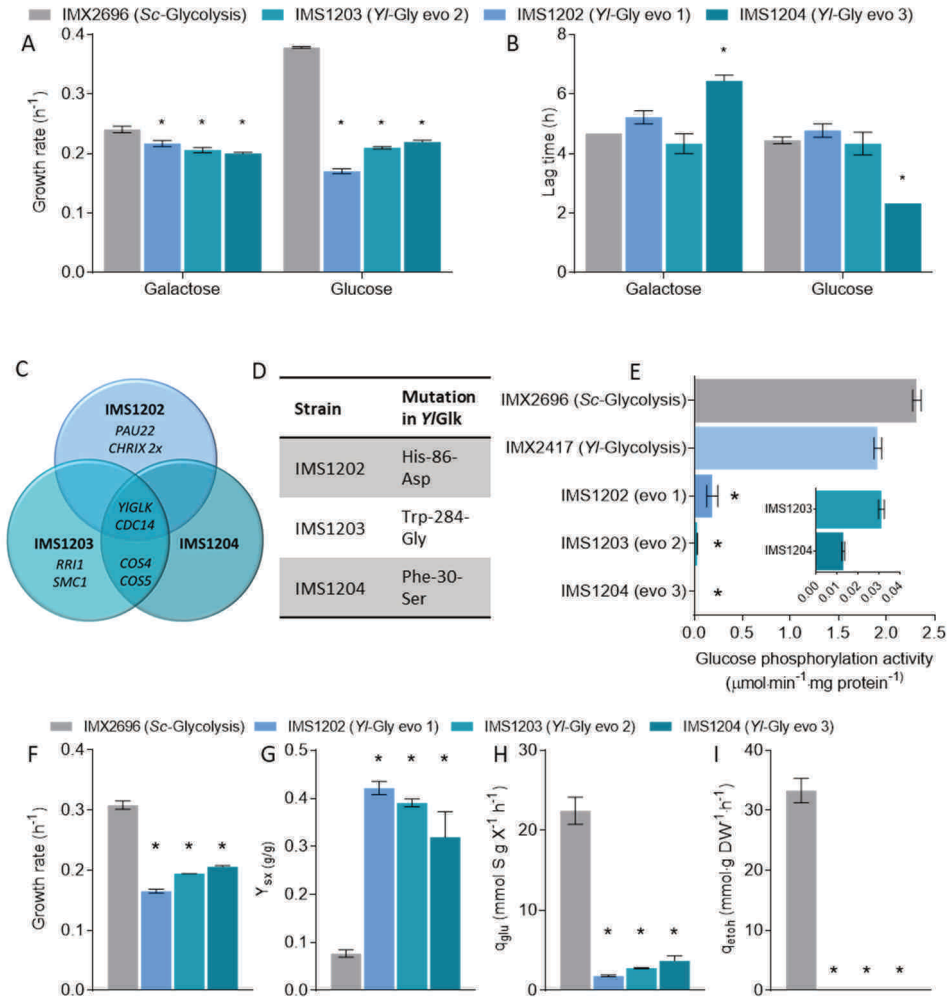 IMX2696 (Sc-Glycolysis) IMS1203 (Yl-Gly evo 2) IMS1202 (Yl-Gly evo 1) IMS1204 (Yl-Gly evo 3)
A
Growth rate (h-1)
0.4
0.3
0.2
0.1
0.0
* * *
* * *
Galactose Glucose
B
Lag time (h)
8
6
4
2
0
*
*
Galactose Glucose
C
IMS1202
PAU22
CHRIX 2x
YlGLK
CDC14
IMS1203
RRI1
SMC1
COS4
COS5
IMS1204
D
Strain Mutation in YlGlk
IMS1202 His-86-Asp
IMS1203 Trp-284-Gly
IMS1204 Phe-30-Ser
E
IMX2696 (Sc-Glycolysis)
IMX2417 (Yl-Glycolysis)
IMS1202 (evo 1) *
IMS1203 (evo 2) *
IMS1204 (evo 3) *
IMS1203
IMS1204
0.00 0.01 0.02 0.03 0.04
0.0 0.5 1.0 1.5 2.0 2.5
Glucose phosphorylation activity
(μmol·min-1·mg protein-1)
IMX2696 (Sc-Glycolysis) IMS1202 (Yl-Gly evo 1) IMS1203 (Yl-Gly evo 2) IMS1204 (Yl-Gly evo 3)
F
Growth rate (h-1)
0.4
0.3
0.2
0.1
0.0
* * *
G
Ysx (g/g)
0.5
0.4
0.3
0.2
0.1
0.0
* * *
H
qglu (mmol S g X-1 h-1)
30
20
10
0
* * *
I
qetoh (mmol·g DW-1·h-1)
40
30
20
10
0
* * *